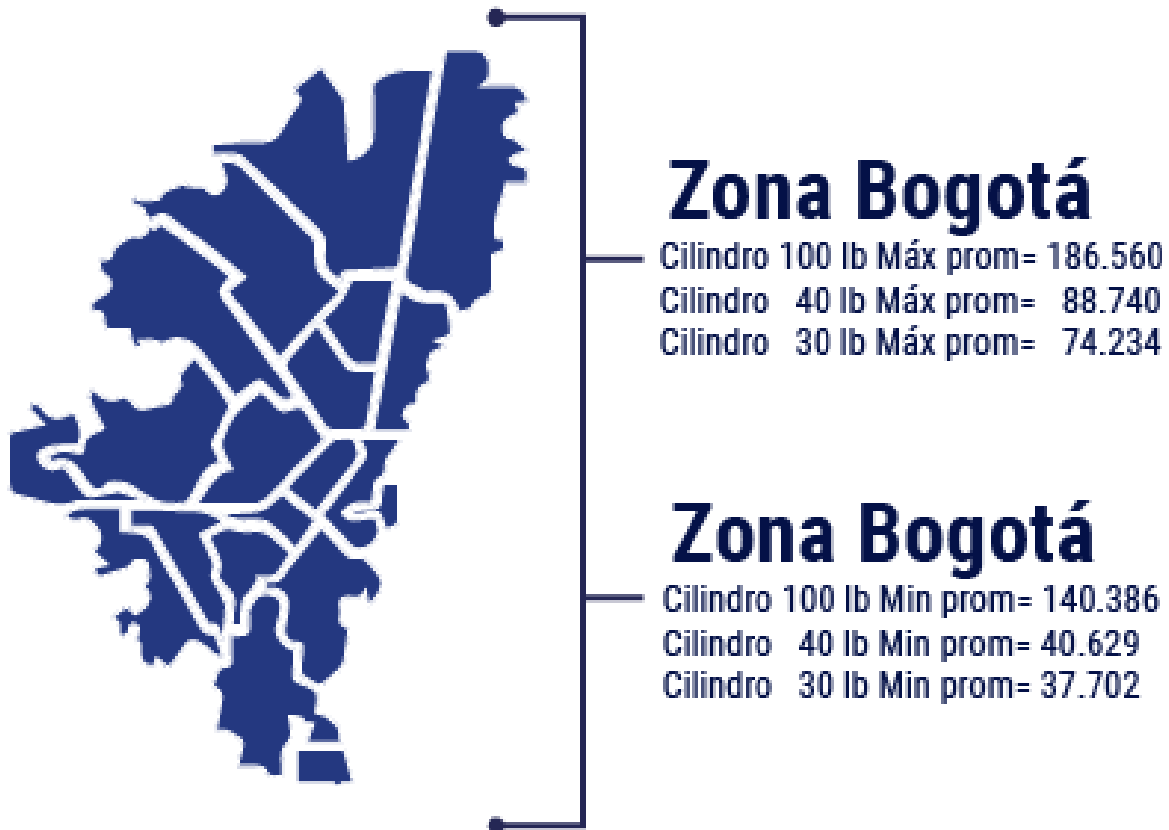 Zona Bogotá
Cilindro 100 lb Máx prom= 186.560
Cilindro 40 lb Máx prom= 88.740
Cilindro 30 lb Máx prom= 74.234
Zona Bogotá
Cilindro 100 lb Min prom= 140.386
Cilindro 40 lb Min prom= 40.629
Cilindro 30 lb Min prom= 37.702